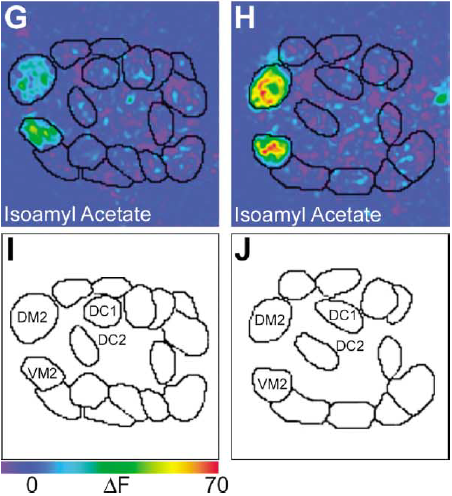 G
H
Isoamyl Acetate
Isoamyl Acetate
I
J
DM2
DC1
DC2
VM2
DM2
DC1
DC2
VM2
0 ΔF 70